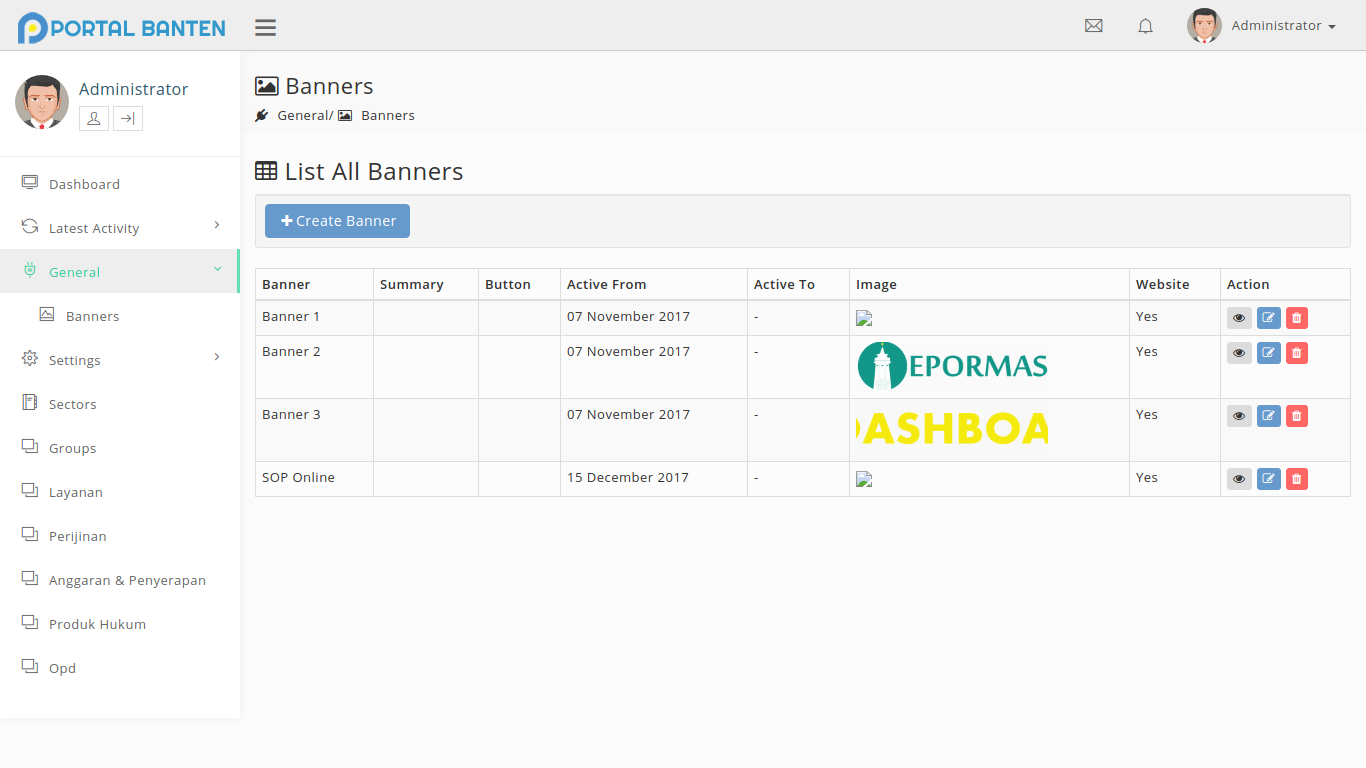 PORTAL BANTEN
Administrator
Administrator
Dashboard
Latest Activity
General
Banners
Settings
Sectors
Groups
Layanan
Perijinan
Anggaran & Penyerapan
Produk Hukum
Opd
Banners
General/ Banners
List All Banners
Create Banner
Banner Summary Button Active From Active To Image Website Action
Banner 1 07 November 2017 - Yes
Banner 2 07 November 2017 - EPORMAS Yes
Banner 3 07 November 2017 - DASHBOA Yes
SOP Online 15 December 2017 - Yes